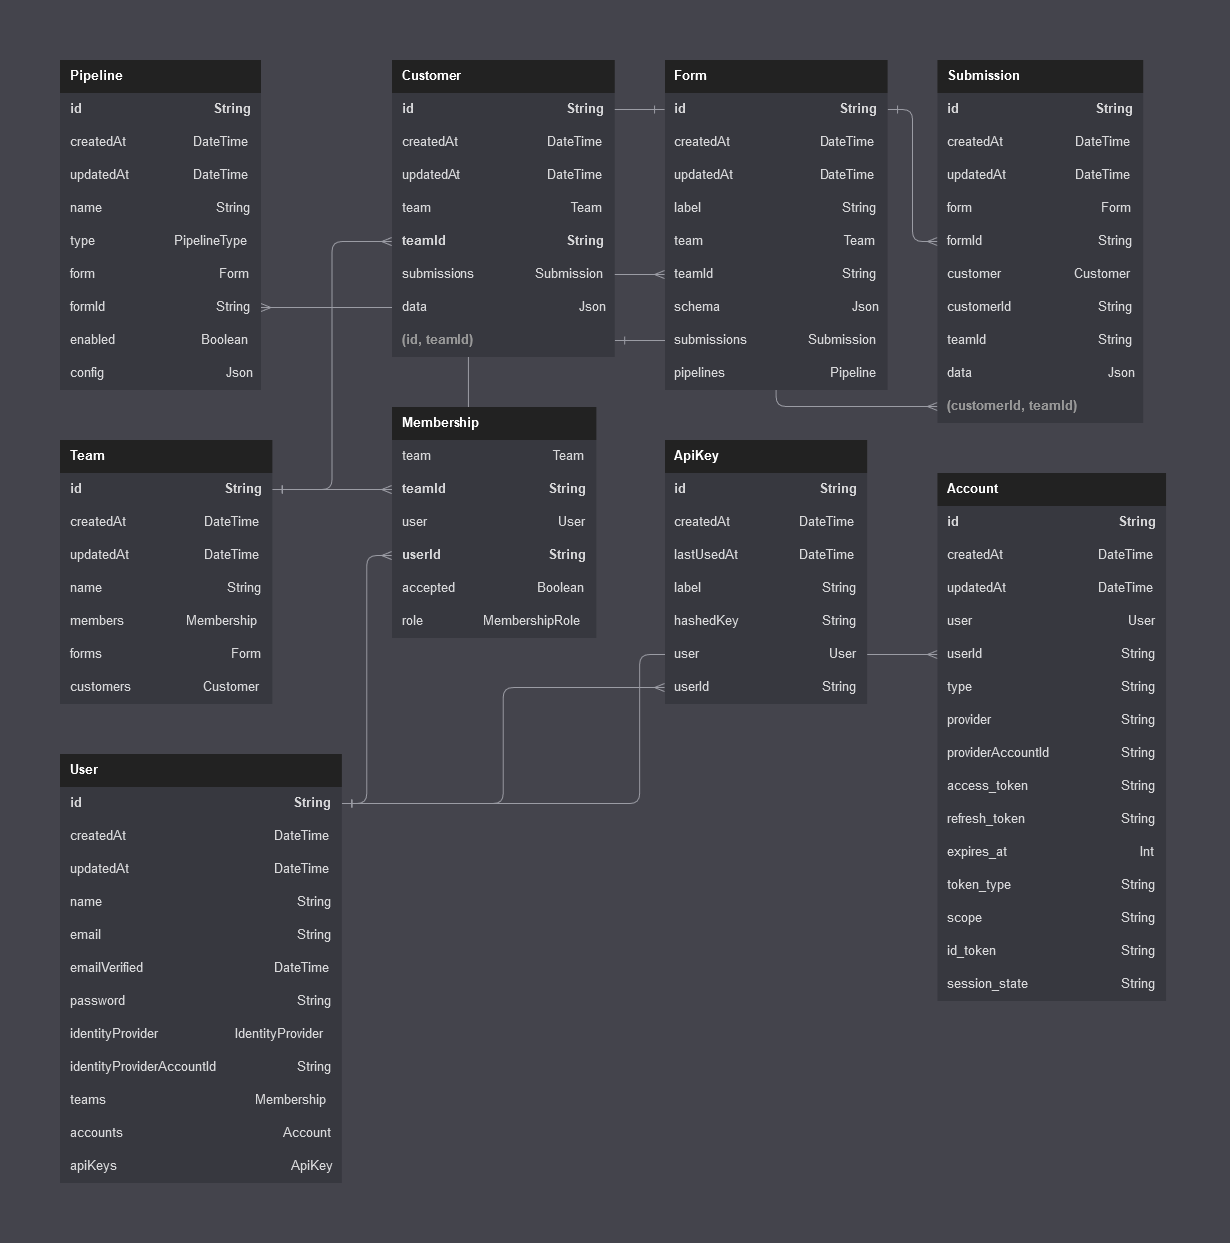 Pipeline
id String
createdAt DateTime
updatedAt DateTime
name String
type PipelineType
form Form
formId String
enabled Boolean
config Json
Customer
id String
createdAt DateTime
updatedAt DateTime
team Team
teamId String
submissions Submission
data Json
(id, teamId)
Form
id String
createdAt DateTime
updatedAt DateTime
label String
team Team
teamId String
schema Json
submissions Submission
pipelines Pipeline
Submission
id String
createdAt DateTime
updatedAt DateTime
form Form
formId String
customer Customer
customerId String
teamId String
data Json
(customerId, teamId)
Team
id String
createdAt DateTime
updatedAt DateTime
name String
members Membership
forms Form
customers Customer
Membership
team Team
teamId String
user User
userId String
accepted Boolean
role MembershipRole
ApiKey
id String
createdAt DateTime
lastUsedAt DateTime
label String
hashedKey String
user User
userId String
Account
id String
createdAt DateTime
updatedAt DateTime
user User
userId String
type String
provider String
providerAccountId String
access_token String
refresh_token String
expires_at Int
token_type String
scope String
id_token String
session_state String
User
id String
createdAt DateTime
updatedAt DateTime
name String
email String
emailVerified DateTime
password String
identityProvider IdentityProvider
identityProviderAccountId String
teams Membership
accounts Account
apiKeys ApiKey